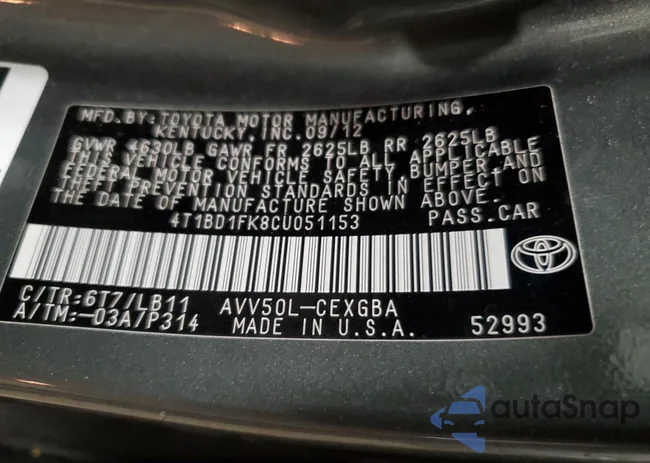 MFD. BY: TOYOTA MOTOR MANUFACTURING,
KENTUCKY, INC. 09/12
GVWR 4630LB GAWR FR 2625LB RR 2625LB
THIS VEHICLE CONFORMS TO ALL APPLICABLE
FEDERAL MOTOR VEHICLE SAFETY, BUMPER AND
THEFT PREVENTION STANDARDS IN EFFECT ON
THE DATE OF MANUFACTURE SHOWN ABOVE.
4T1BD1FK8CU051153 PASS. CAR
C/TR:6T7/LB11 AVV50L-CEXGBA
A/TM:-03A7P314 MADE IN U.S.A. 52993
autoSnap